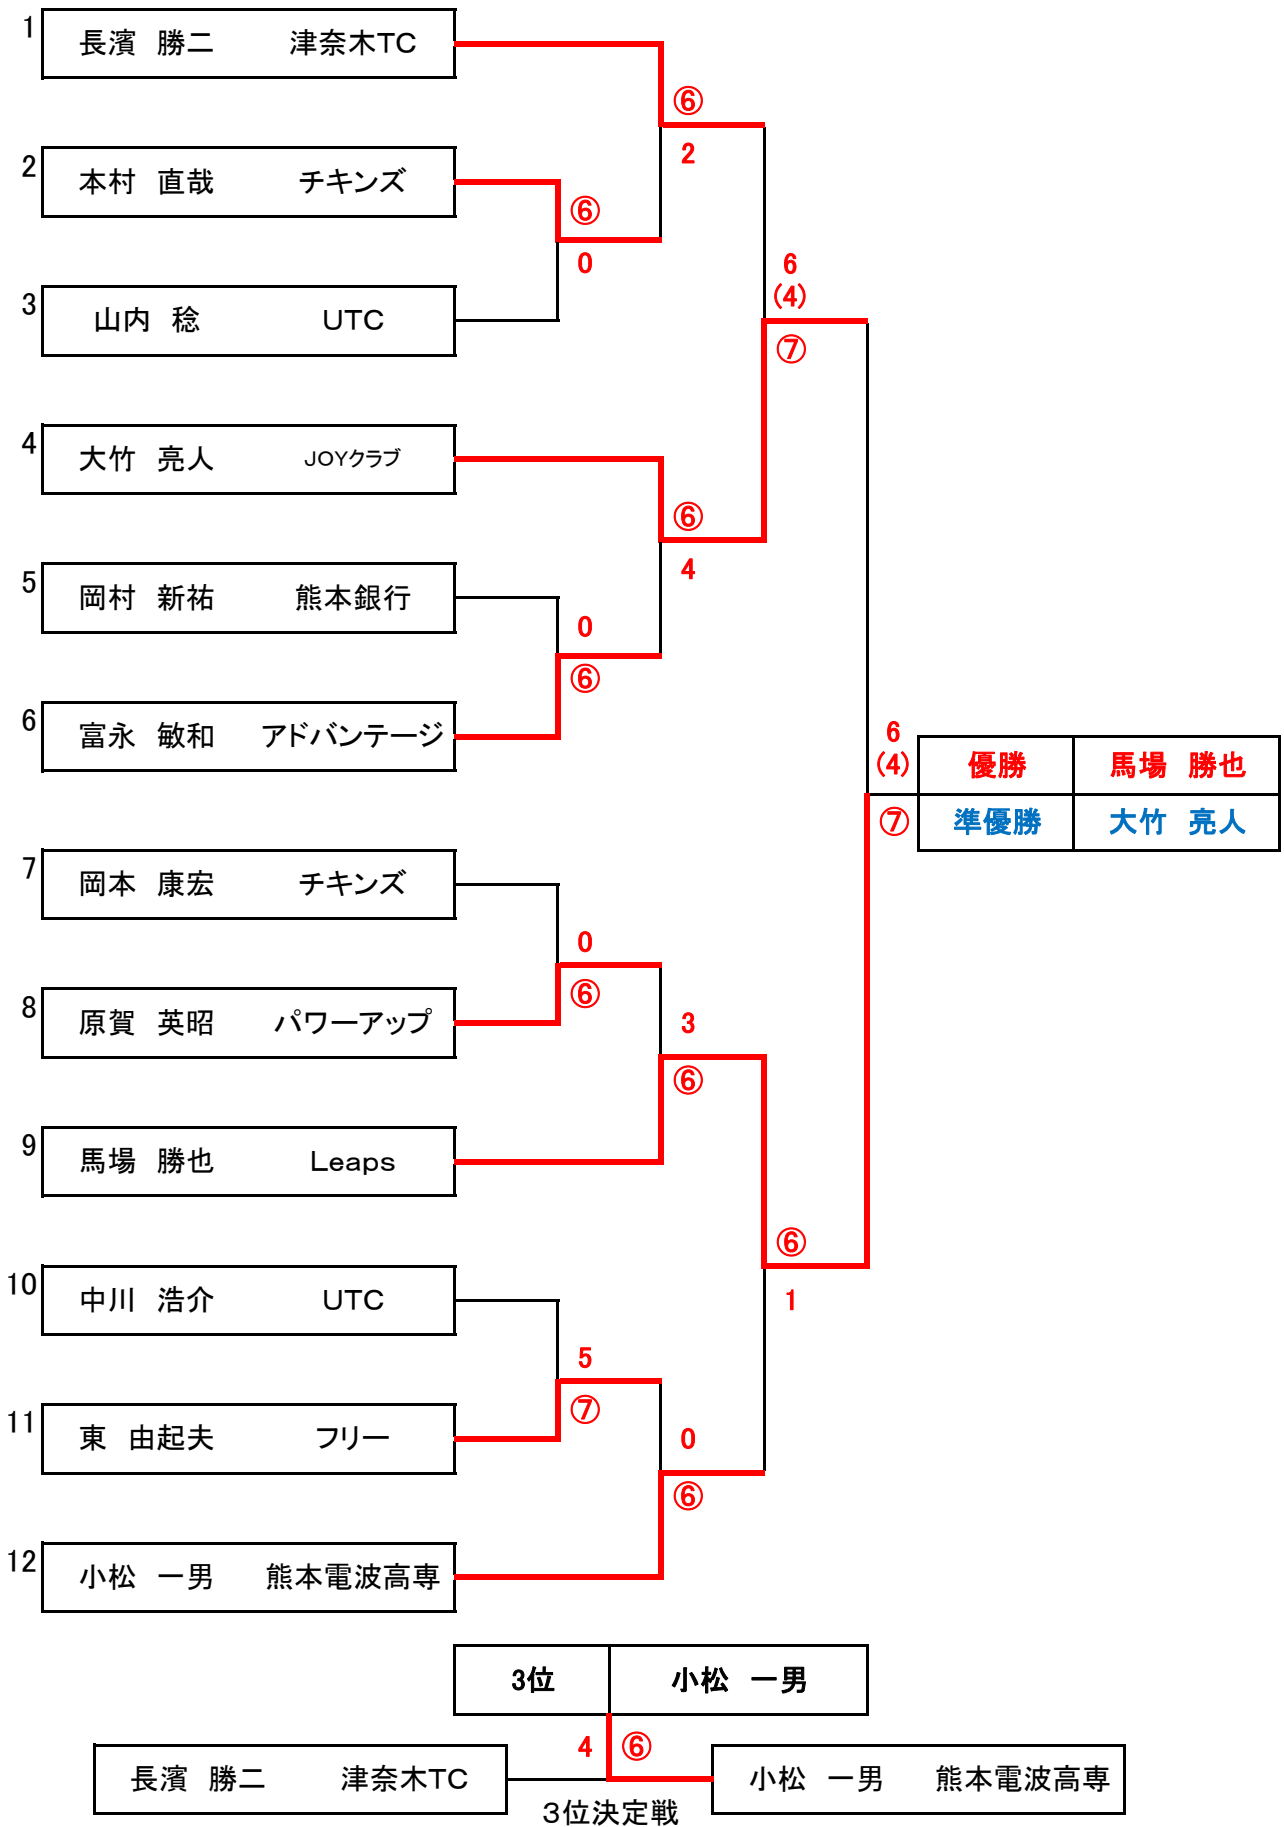 1 長濱 勝二 津奈木TC
⑥
2
2 本村 直哉 チキンズ
⑥
0
3 山内 稔 UTC
6
(4)
⑦
4 大竹 亮人 JOYクラブ
⑥
4
5 岡村 新祐 熊本銀行
0
⑥
6 富永 敏和 アドバンテージ
6
(4)
⑦
優勝 馬場 勝也
準優勝 大竹 亮人
7 岡本 康宏 チキンズ
0
⑥
8 原賀 英昭 パワーアップ
3
⑥
9 馬場 勝也 Leaps
⑥
1
10 中川 浩介 UTC
5
⑦
11 東 由起夫 フリー
0
⑥
12 小松 一男 熊本電波高専
3位 小松 一男
4 ⑥
長濱 勝二 津奈木TC
小松 一男 熊本電波高専
3位決定戦